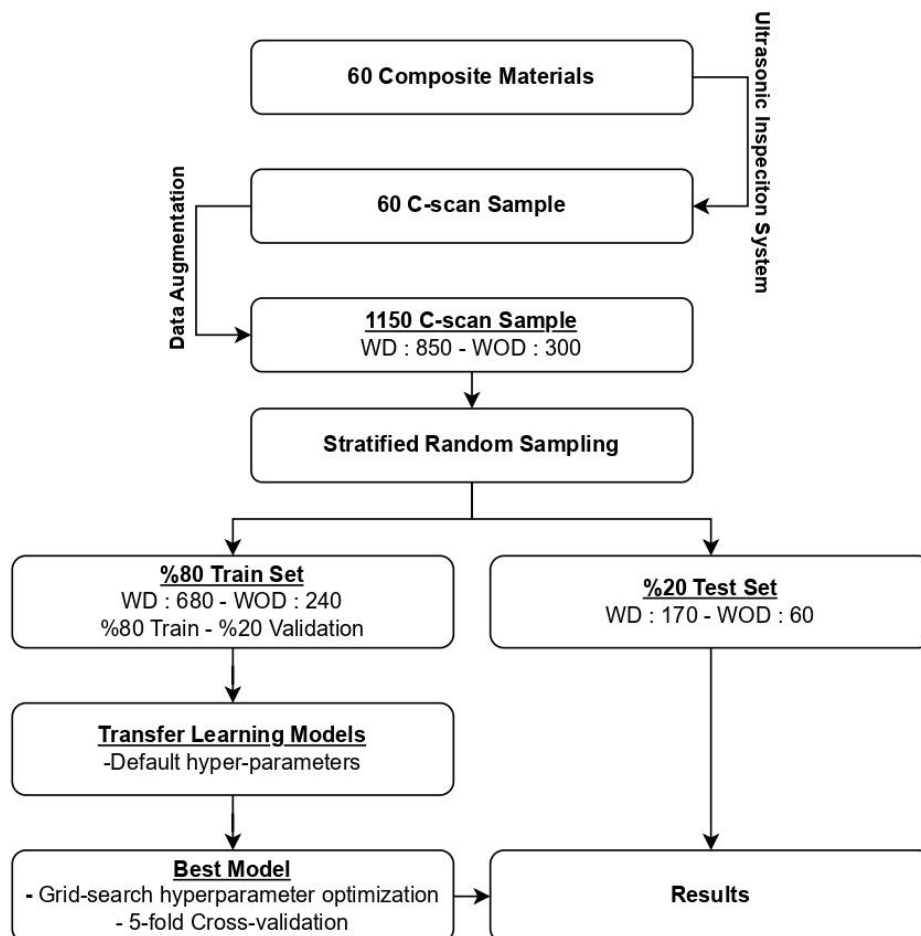 60 Composite Materials
Ultrasonic Inspeciton System
60 C-scan Sample
Data Augmentation
1150 C-scan Sample
WD : 850 - WOD : 300
Stratified Random Sampling
%80 Train Set
WD : 680 - WOD : 240
%80 Train - %20 Validation
%20 Test Set
WD : 170 - WOD : 60
Transfer Learning Models
-Default hyper-parameters
Best Model
- Grid-search hyperparameter optimization
- 5-fold Cross-validation
Results